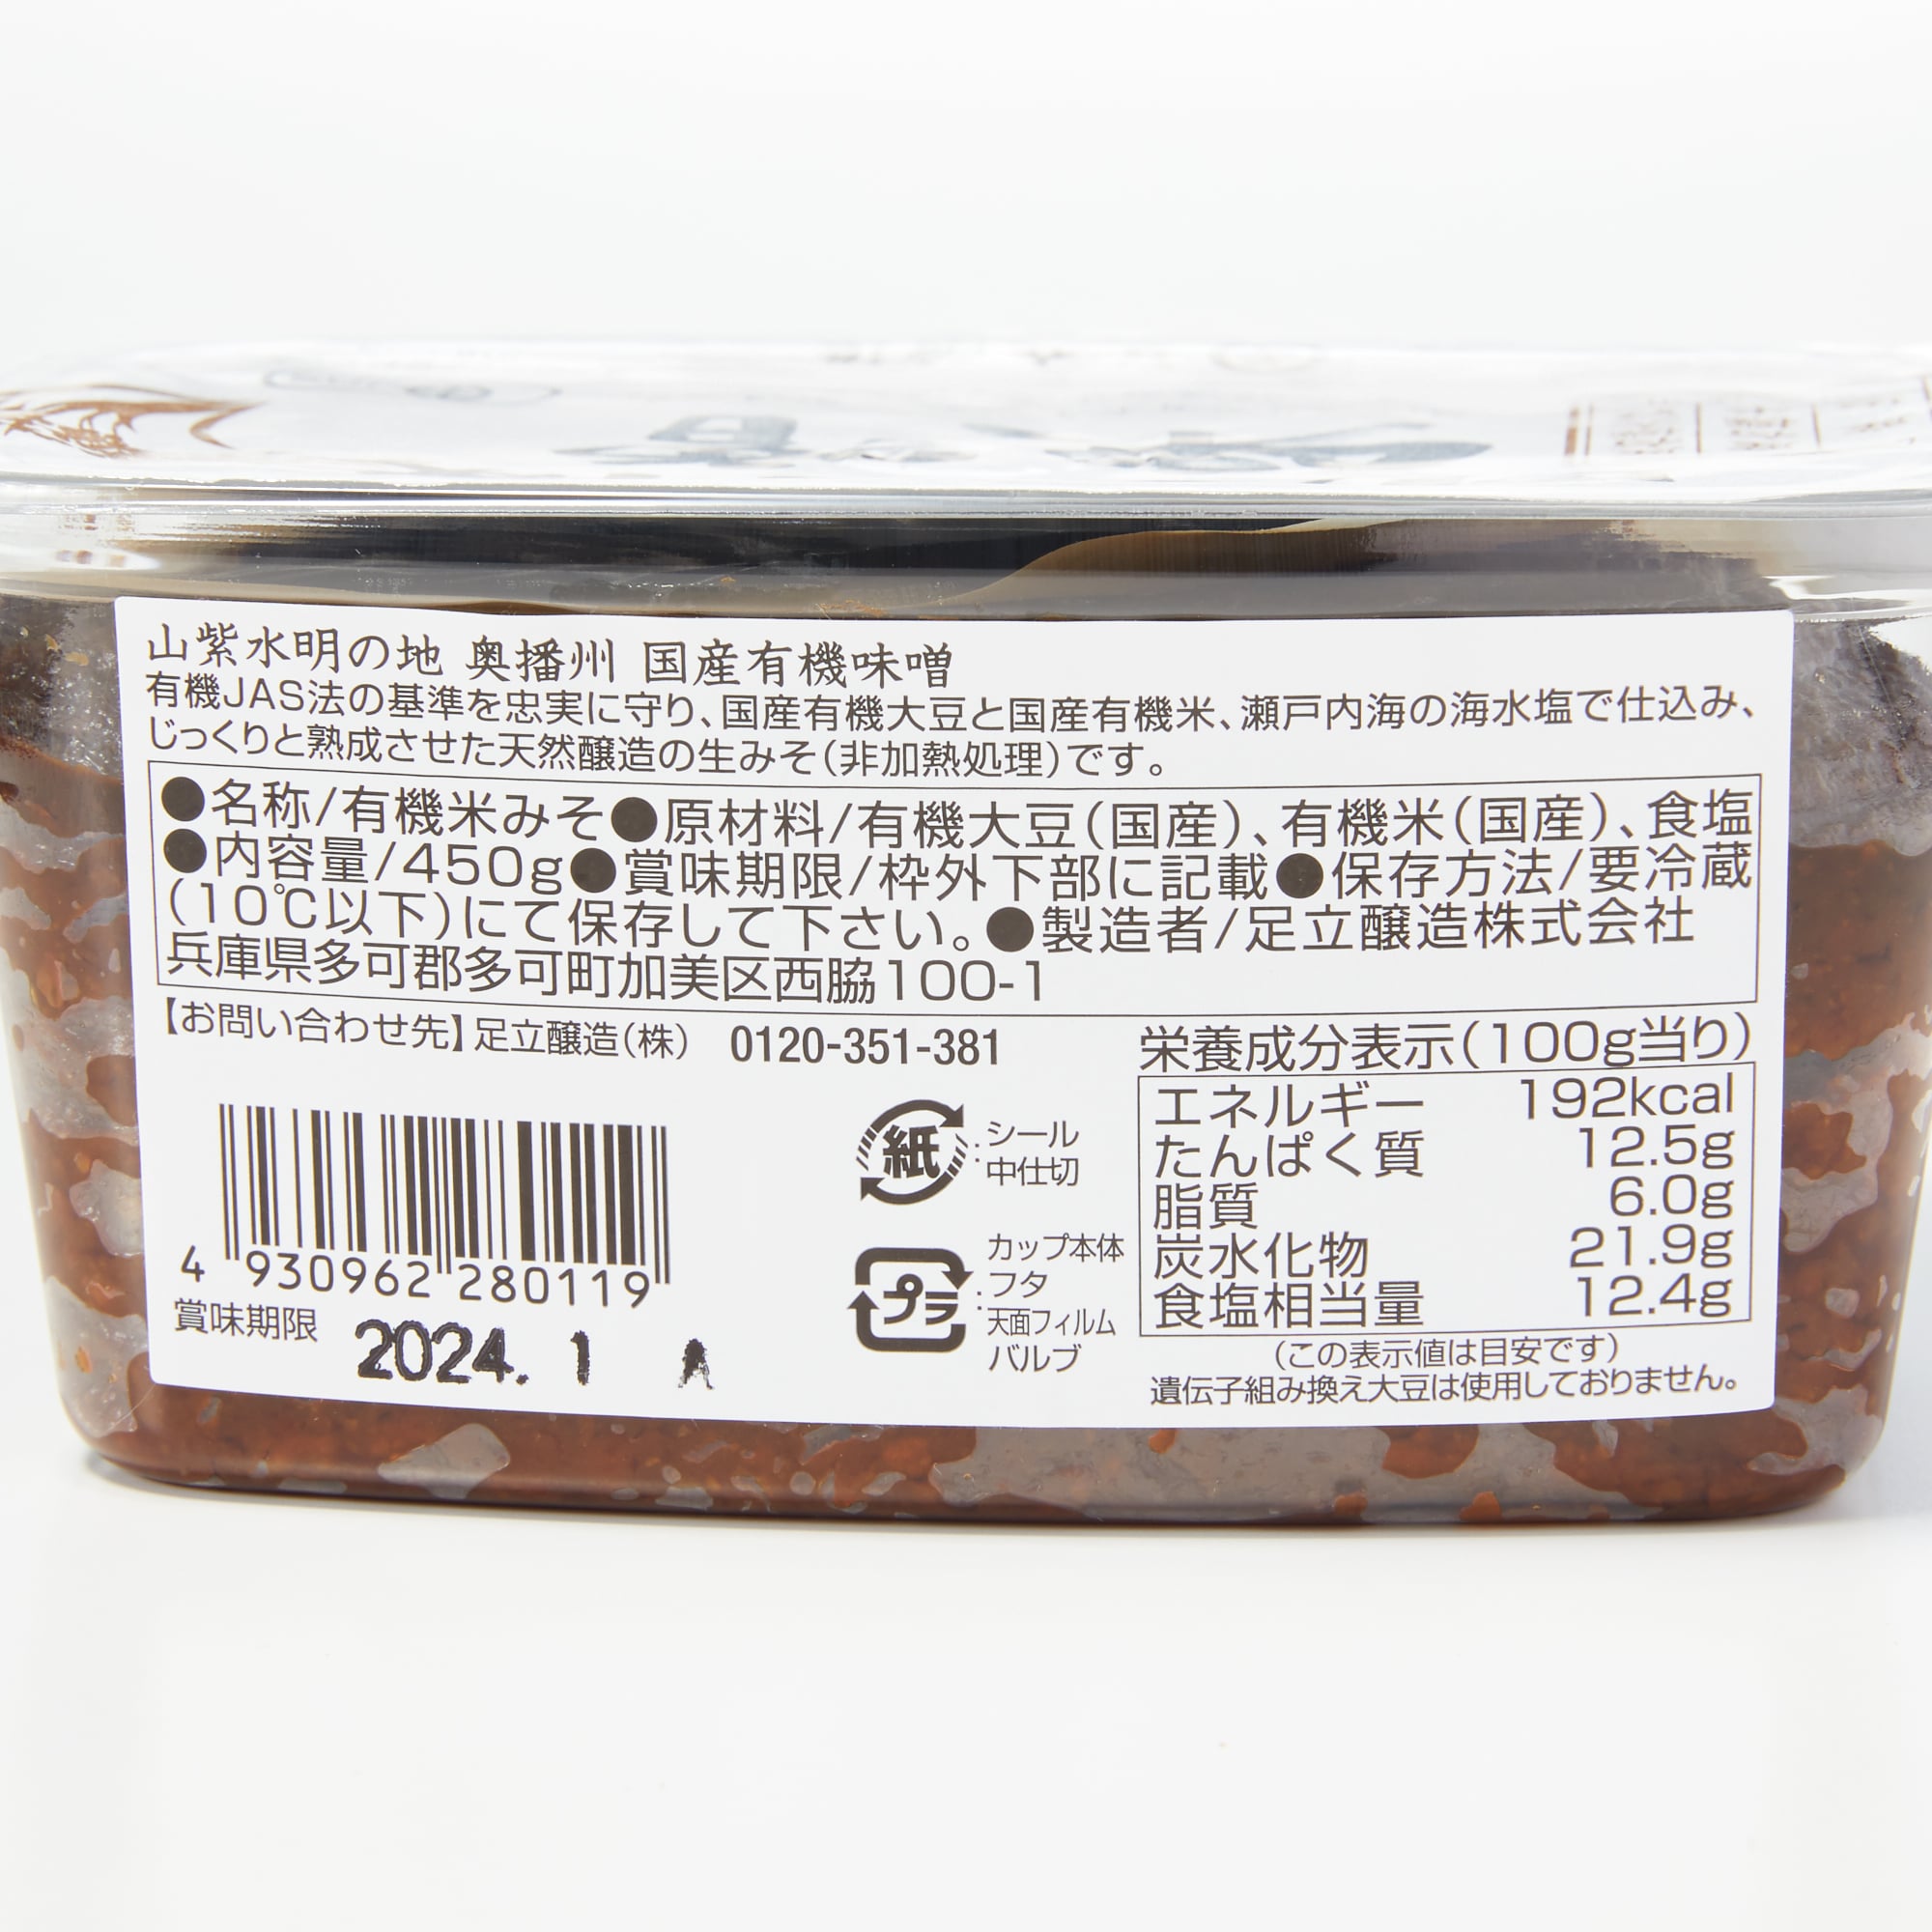 山紫水明の地 奥播州 国産有機味噌
有機JAS法の基準を忠実に守り、国産有機大豆と国産有機米、瀬戸内海の海水塩で仕込み、
じっくりと熟成させた天然醸造の生みそ(非加熱処理)です。
●名称/有機米みそ●原材料/有機大豆(国産)、有機米(国産)、食塩
●内容量/450g●賞味期限/枠外下部に記載●保存方法/要冷蔵
(10℃以下)にて保存して下さい。●製造者/足立醸造株式会社
兵庫県多可郡多可町加美区西脇100-1
【お問い合わせ先】足立醸造(株) 0120-351-381
4 930962 280119
賞味期限 2024. 1 A
紙:シール
中仕切
プラ:カップ本体
フタ
天面フィルム
バルブ
栄養成分表示(100g当り)
エネルギー 192kcal
たんぱく質 12.5g
脂質 6.0g
炭水化物 21.9g
食塩相当量 12.4g
(この表示値は目安です)
遺伝子組み換え大豆は使用しておりません。